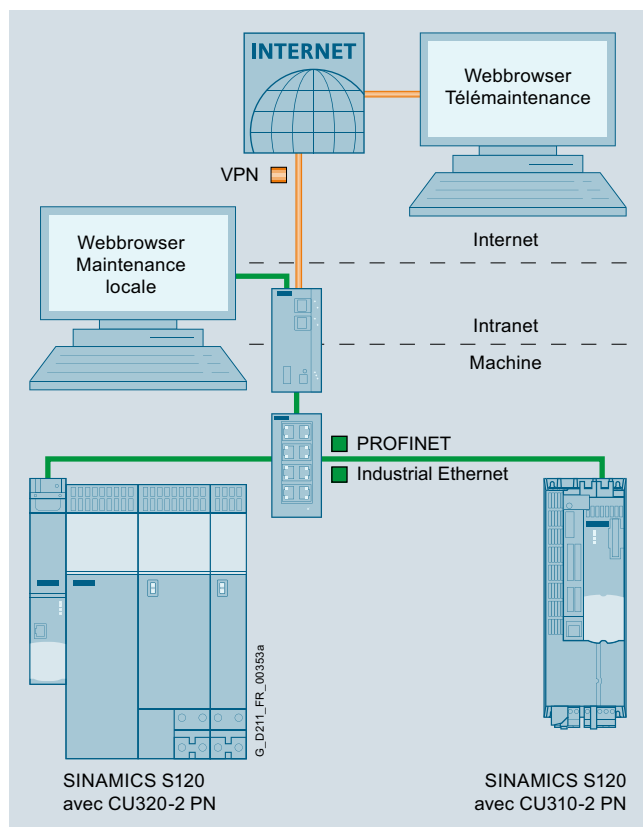 INTERNET
Webbrowser
Télémaintenance
VPN
Webbrowser
Maintenance
locale
Internet
Intranet
Machine
PROFINET
Industrial Ethernet
G_D211_FR_00353a
SINAMICS S120
avec CU320-2 PN
SINAMICS S120
avec CU310-2 PN